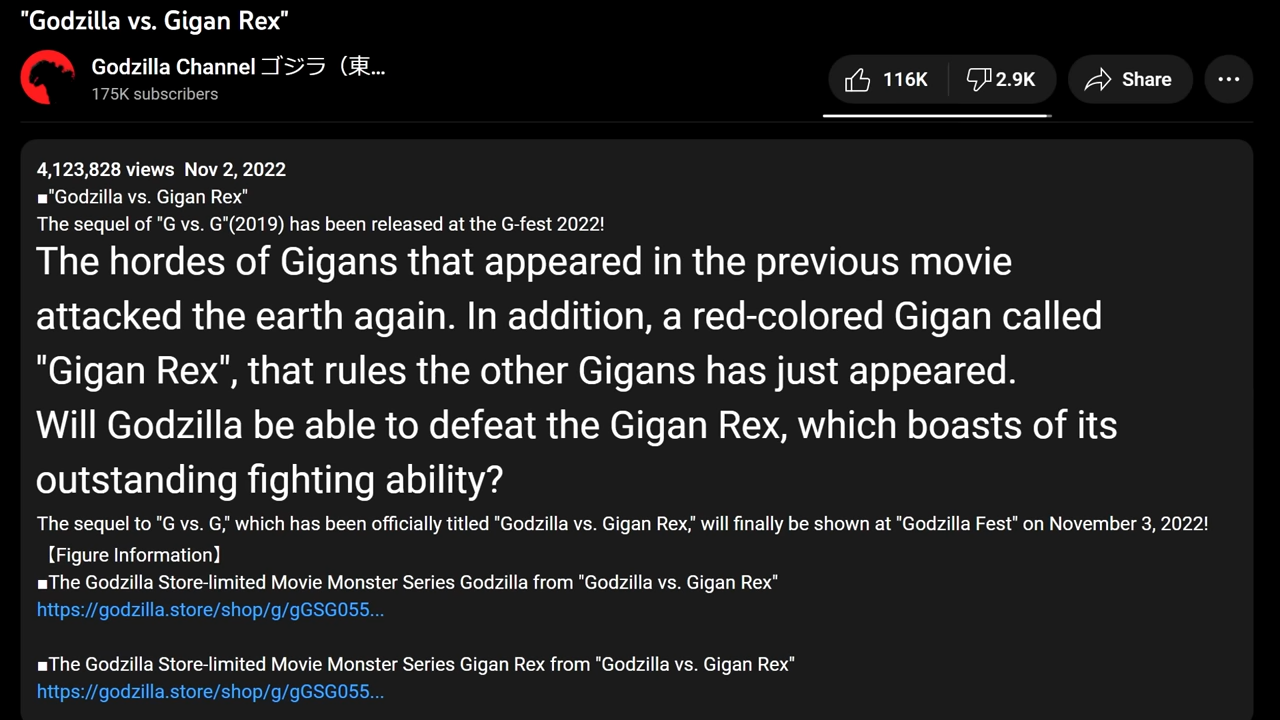 "Godzilla vs. Gigan Rex"
Godzilla Channel ゴジラ（東...
175K subscribers
116K
2.9K
Share
4,123,828 views Nov 2, 2022
■"Godzilla vs. Gigan Rex"
The sequel of "G vs. G"(2019) has been released at the G-fest 2022!
The hordes of Gigans that appeared in the previous movie
attacked the earth again. In addition, a red-colored Gigan called
"Gigan Rex", that rules the other Gigans has just appeared.
Will Godzilla be able to defeat the Gigan Rex, which boasts of its
outstanding fighting ability?
The sequel to "G vs. G," which has been officially titled "Godzilla vs. Gigan Rex," will finally be shown at "Godzilla Fest" on November 3, 2022!
【Figure Information】
■The Godzilla Store-limited Movie Monster Series Godzilla from "Godzilla vs. Gigan Rex"
https://godzilla.store/shop/g/gGSG055...
■The Godzilla Store-limited Movie Monster Series Gigan Rex from "Godzilla vs. Gigan Rex"
https://godzilla.store/shop/g/gGSG055...